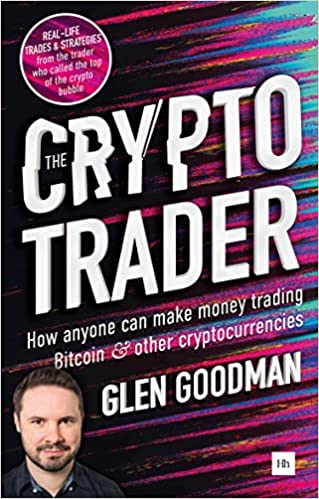 REAL-LIFE
TRADES & STRATEGIES
from the trader
who called the top
of the crypto
bubble
THE
CRYPTO
TRADER
How anyone can make money trading
Bitcoin & other cryptocurrencies
GLEN GOODMAN
Hh